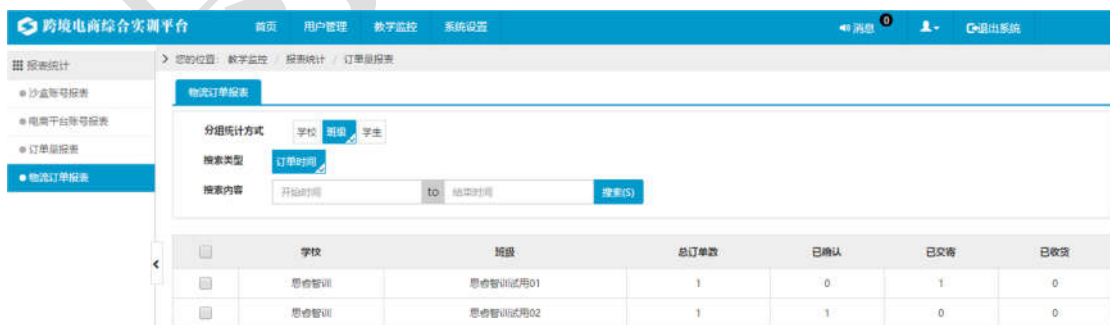 跨境电商综合实训平台 首页 用户管理 教学监控 系统设置 消息 0 退出系统
报表统计
> 您的位置: 教学监控 / 报表统计 / 订单量报表
沙盒账号报表
电商平台账号报表
订单量报表
物流订单报表
物流订单报表
分组统计方式 学校 班级 学生
搜索类型 订单时间
搜索内容 开始时间 to 结束时间 搜索(S)
学校 班级 总订单数 已确认 已交寄 已收货
思睿智训 思睿智训试用01 1 0 1 0
思睿智训 思睿智训试用02 1 1 0 0